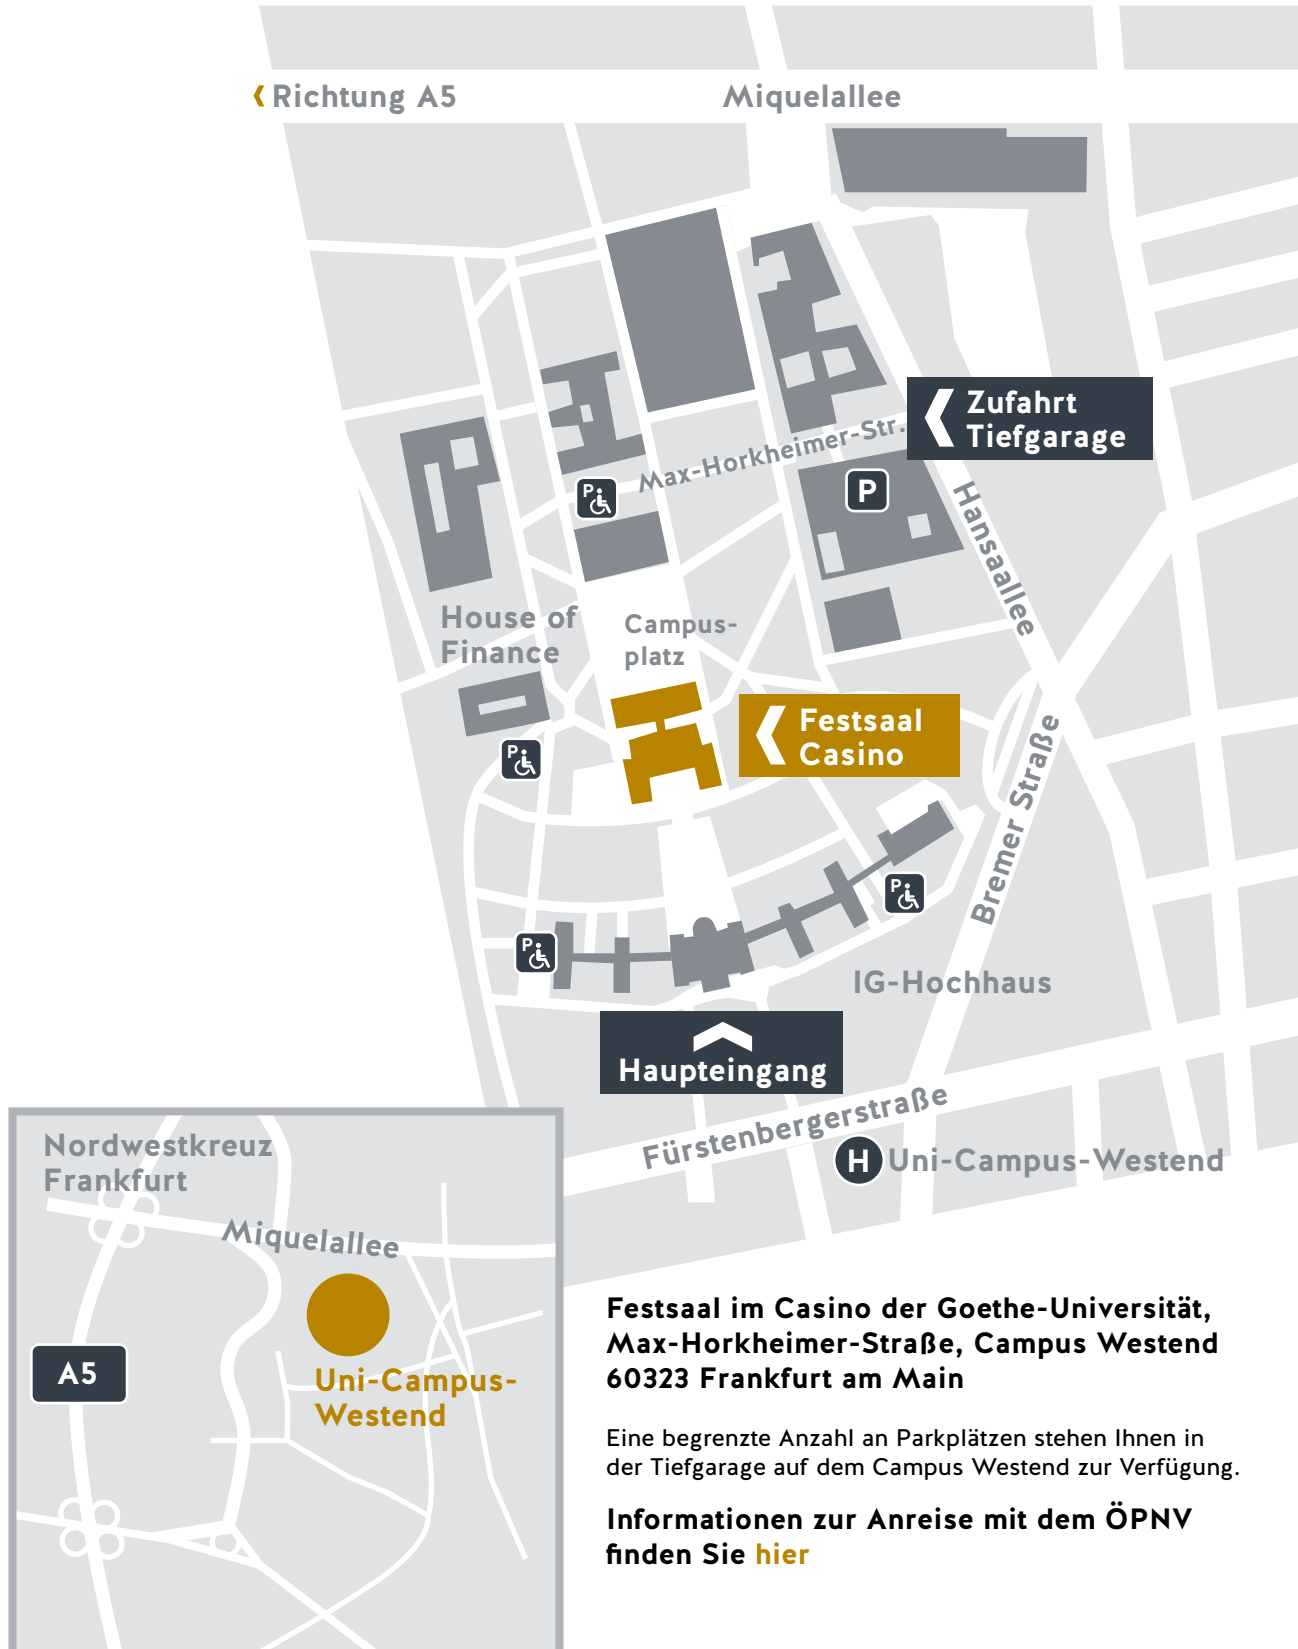 Richtung A5
Miquelallee
Zufahrt
Tiefgarage
Max-Horkheimer-Str.
P
P
Hansaallee
House of
Finance
Campus-
platz
Festsaal
Casino
P
Bremer Straße
P
P
IG-Hochhaus
Haupteingang
Fürstenbergerstraße
H Uni-Campus-Westend
Nordwestkreuz
Frankfurt
Miquelallee
A5
Uni-Campus-
Westend
Festsaal im Casino der Goethe-Universität,
Max-Horkheimer-Straße, Campus Westend
60323 Frankfurt am Main
Eine begrenzte Anzahl an Parkplätzen stehen Ihnen in
der Tiefgarage auf dem Campus Westend zur Verfügung.
Informationen zur Anreise mit dem ÖPNV
finden Sie hier